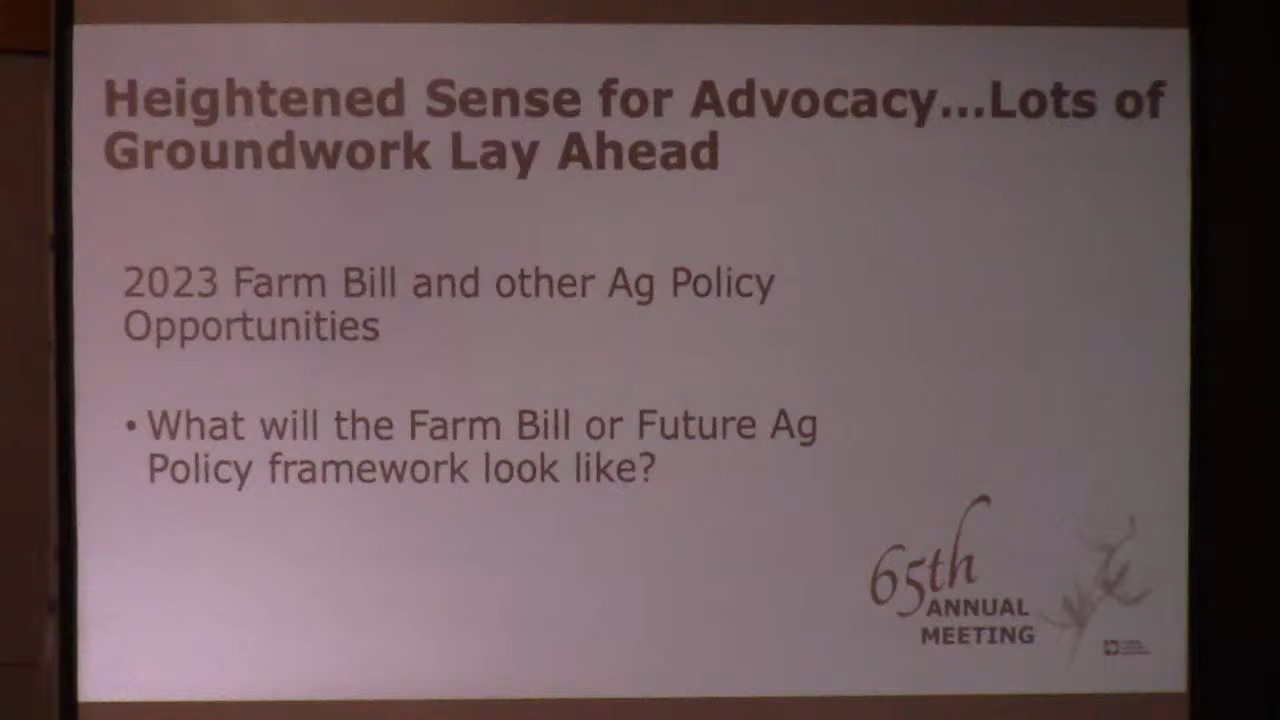 Heightened Sense for Advocacy...Lots of
Groundwork Lay Ahead
2023 Farm Bill and other Ag Policy
Opportunities
• What will the Farm Bill or Future Ag
Policy framework look like?
65th
ANNUAL
MEETING